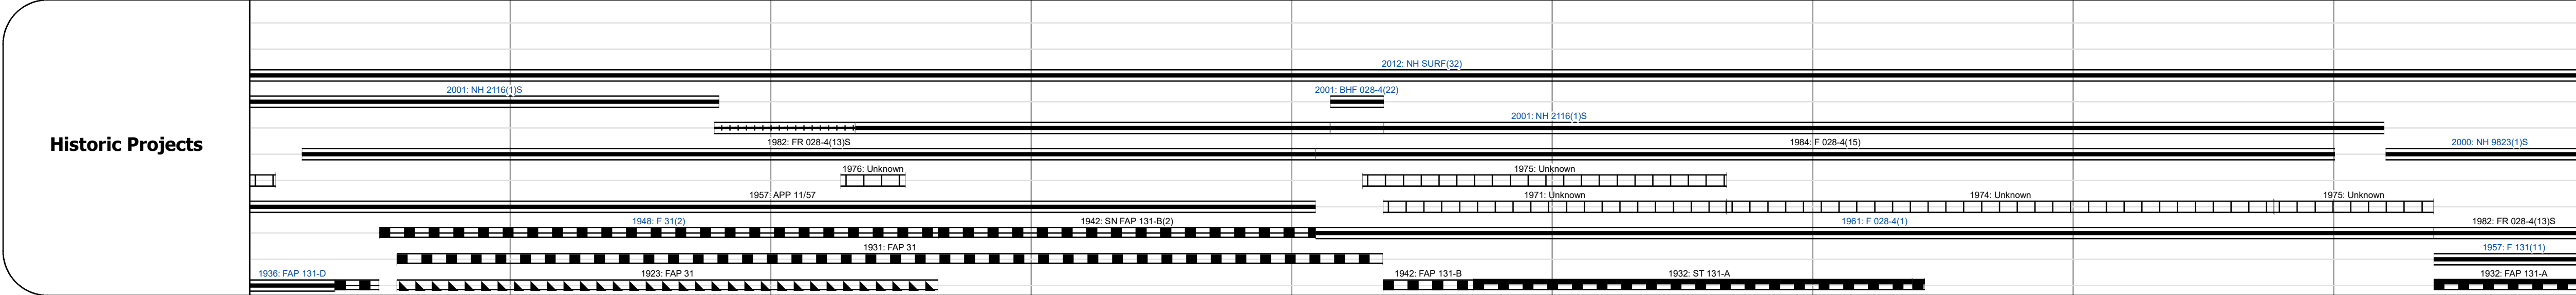 2012: NH SURF(32)
2001: NH 2116(1)S
2001: BHF 028-4(22)
2001: NH 2116(1)S
1982: FR 028-4(13)S
1984: F 028-4(15)
2000: NH 9823(1)S
Historic Projects
1976: Unknown
1975: Unknown
1957: APP 11/57
1971: Unknown
1974: Unknown
1975: Unknown
1948: F 31(2)
1942: SN FAP 131-B(2)
1961: F 028-4(1)
1982: FR 028-4(13)S
1931: FAP 31
1957: F 131(11)
1936: FAP 131-D
1923: FAP 31
1942: FAP 131-B
1932: ST 131-A
1932: FAP 131-A